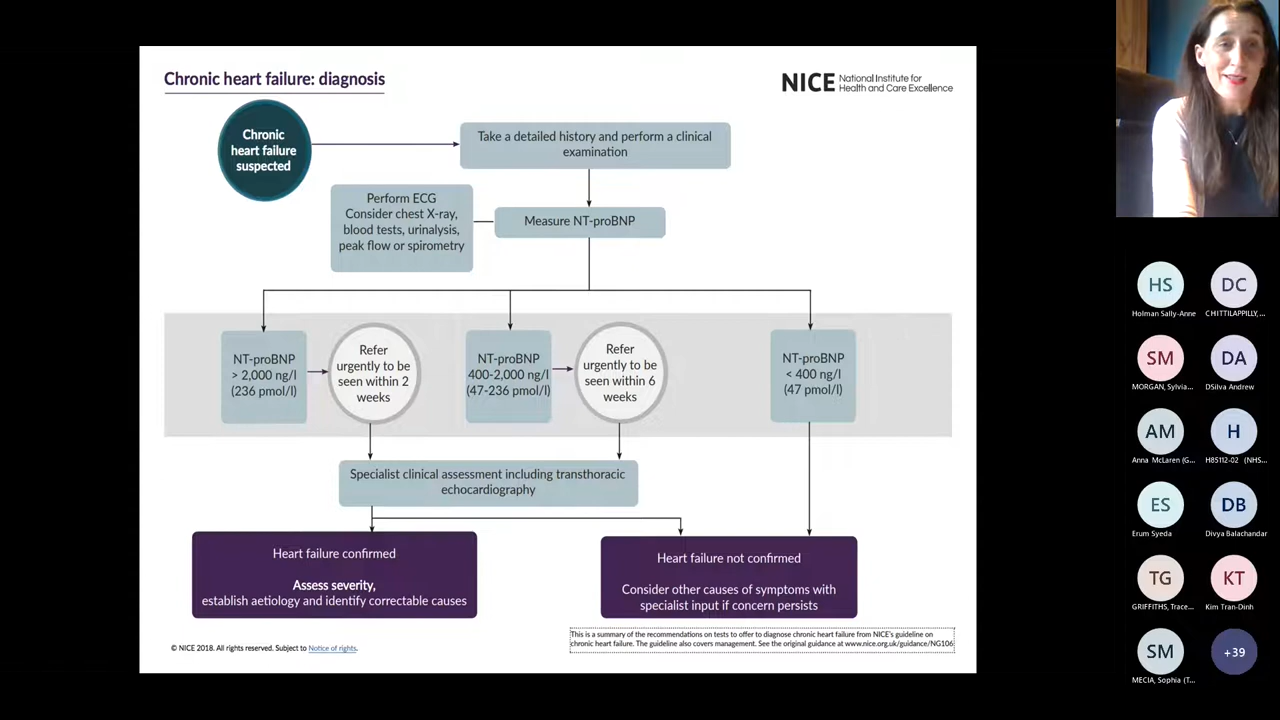 Chronic heart failure: diagnosis
NICE National Institute for
Health and Care Excellence
Chronic
heart failure
suspected
Take a detailed history and perform a clinical
examination
Perform ECG
Consider chest X-ray,
blood tests, urinalysis,
peak flow or spirometry
Measure NT-proBNP
NT-proBNP
> 2,000 ng/l
(236 pmol/l)
Refer
urgently to be
seen within 2
weeks
NT-proBNP
400-2,000 ng/l
(47-236 pmol/l)
Refer
urgently to be
seen within 6
weeks
NT-proBNP
< 400 ng/l
(47 pmol/l)
Specialist clinical assessment including transthoracic
echocardiography
Heart failure confirmed
Assess severity,
establish aetiology and identify correctable causes
Heart failure not confirmed
Consider other causes of symptoms with
specialist input if concern persists
This is a summary of the recommendations on tests to offer to diagnose chronic heart failure from NICE's guideline on
chronic heart failure. The guideline also covers management. See the original guidance at www.nice.org.uk/guidance/NG106
© NICE 2018. All rights reserved. Subject to Notice of rights.
HS
Holman Sally-Anne
DC
CHITTILAPPILLY, ...
SM
MORGAN, Sylvia...
DA
DSilva Andrew
AM
Anna McLaren (G...
H
H85112-02 (NHS...
ES
Erum Syeda
DB
Divya Balachandar
TG
GRIFFITHS, Trace...
KT
Kim Tran-Dinh
SM
MECIA, Sophia (T...
+39